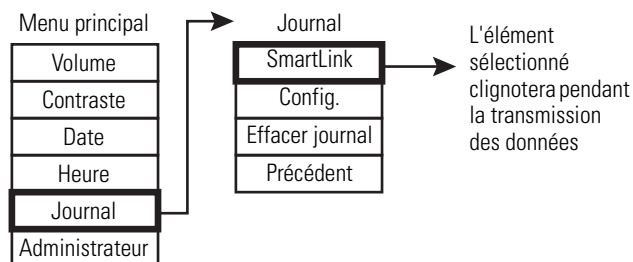 Menu principal
Volume
Contraste
Date
Heure
Journal
Administrateur
Journal
SmartLink
Config.
Effacer journal
Précédent
L'élément
sélectionné
clignotera pendant
la transmission
des données